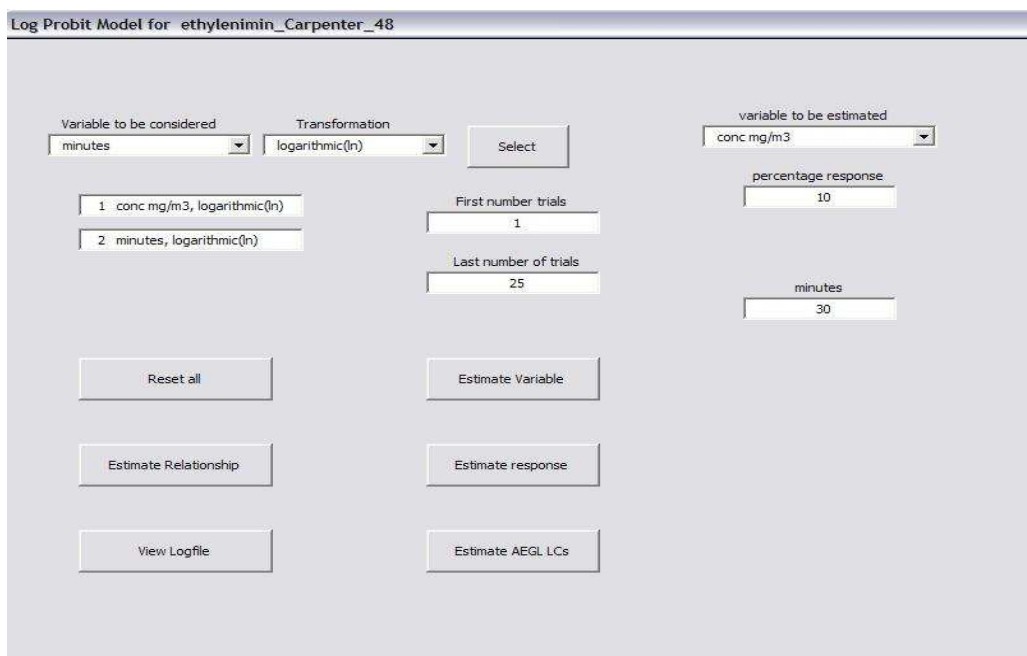 Log Probit Model for ethylenimin_Carpenter_48
Variable to be considered
minutes
Transformation
logarithmic(ln)
Select
variable to be estimated
conc mg/m3
percentage response
10
1 conc mg/m3, logarithmic(ln)
2 minutes, logarithmic(ln)
First number trials
1
Last number of trials
25
minutes
30
Reset all
Estimate Variable
Estimate Relationship
Estimate response
View Logfile
Estimate AEGL LCs